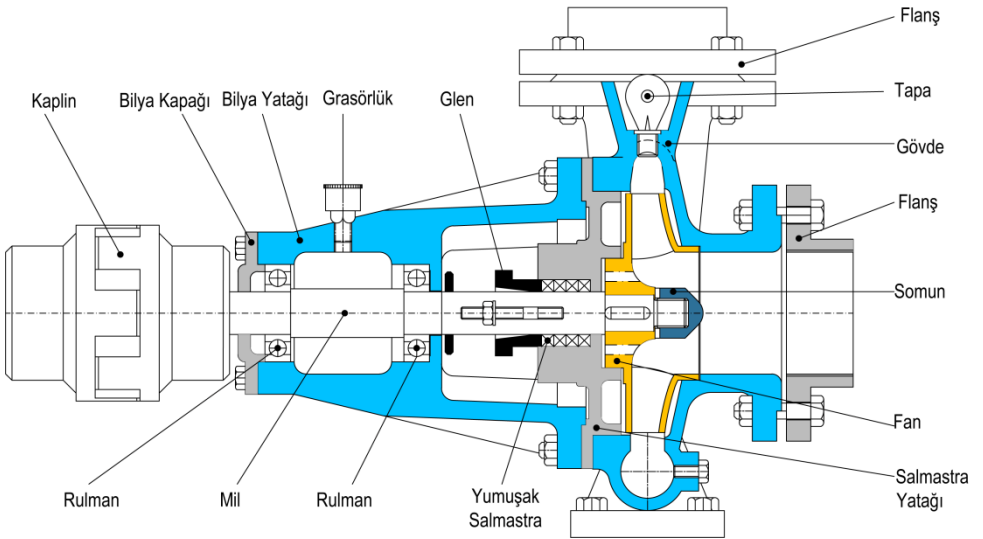 Flanş
Kaplin
Bilya Kapağı
Bilya Yatağı
Grasörlük
Glen
Tapa
Gövde
Flanş
Somun
Fan
Rulman
Mil
Rulman
Yumuşak
Salmastra
Salmastra
Yatağı